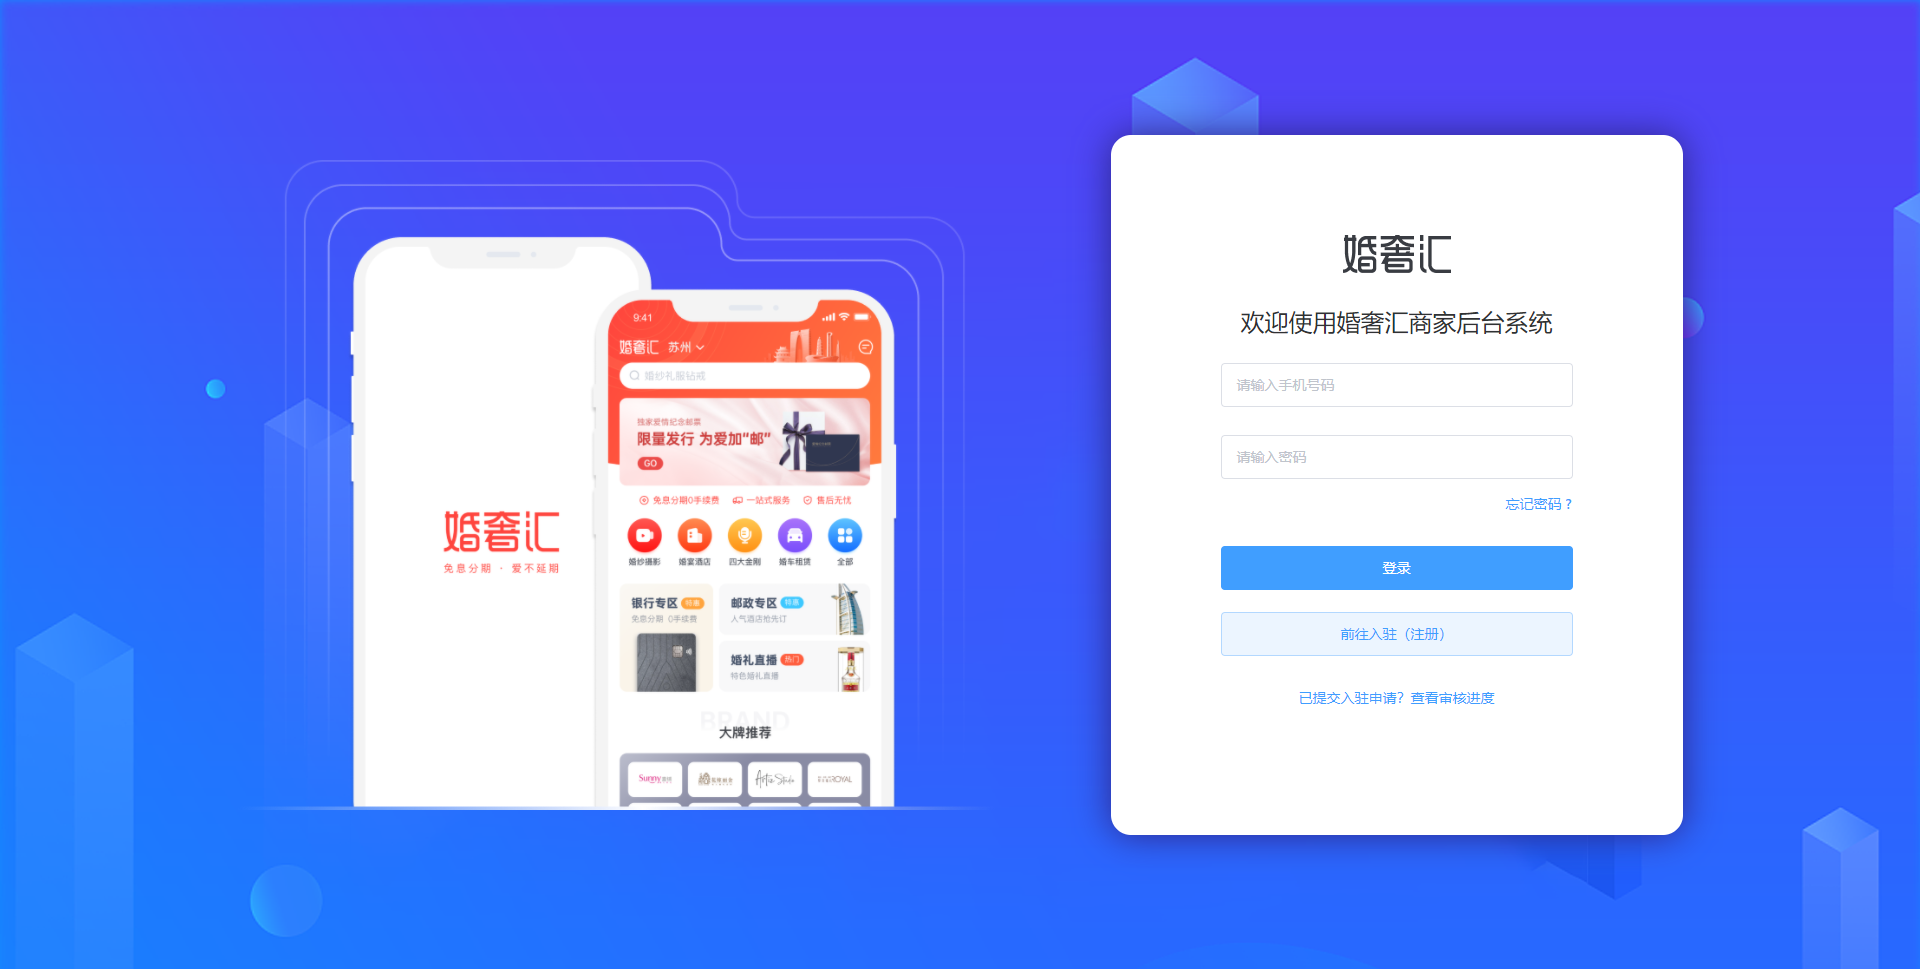 婚奢汇
免息分期 · 爱不延期
9:41
婚奢汇 苏州
婚纱礼服钻戒
独家爱情纪念邮票
限量发行 为爱加“邮”
GO
免息分期0手续费 一站式服务 售后无忧
婚纱摄影 婚宴酒店 四大金刚 婚车租赁 全部
银行专区 特惠
免息分期 0手续费
邮政专区 特惠
人气酒店抢先订
婚礼直播 热门
特色婚礼直播
BRAND
大牌推荐
Sunny
Artiz Studio
ROYAL
婚奢汇
欢迎使用婚奢汇商家后台系统
请输入手机号码
请输入密码
忘记密码？
登录
前往入驻（注册）
已提交入驻申请？查看审核进度